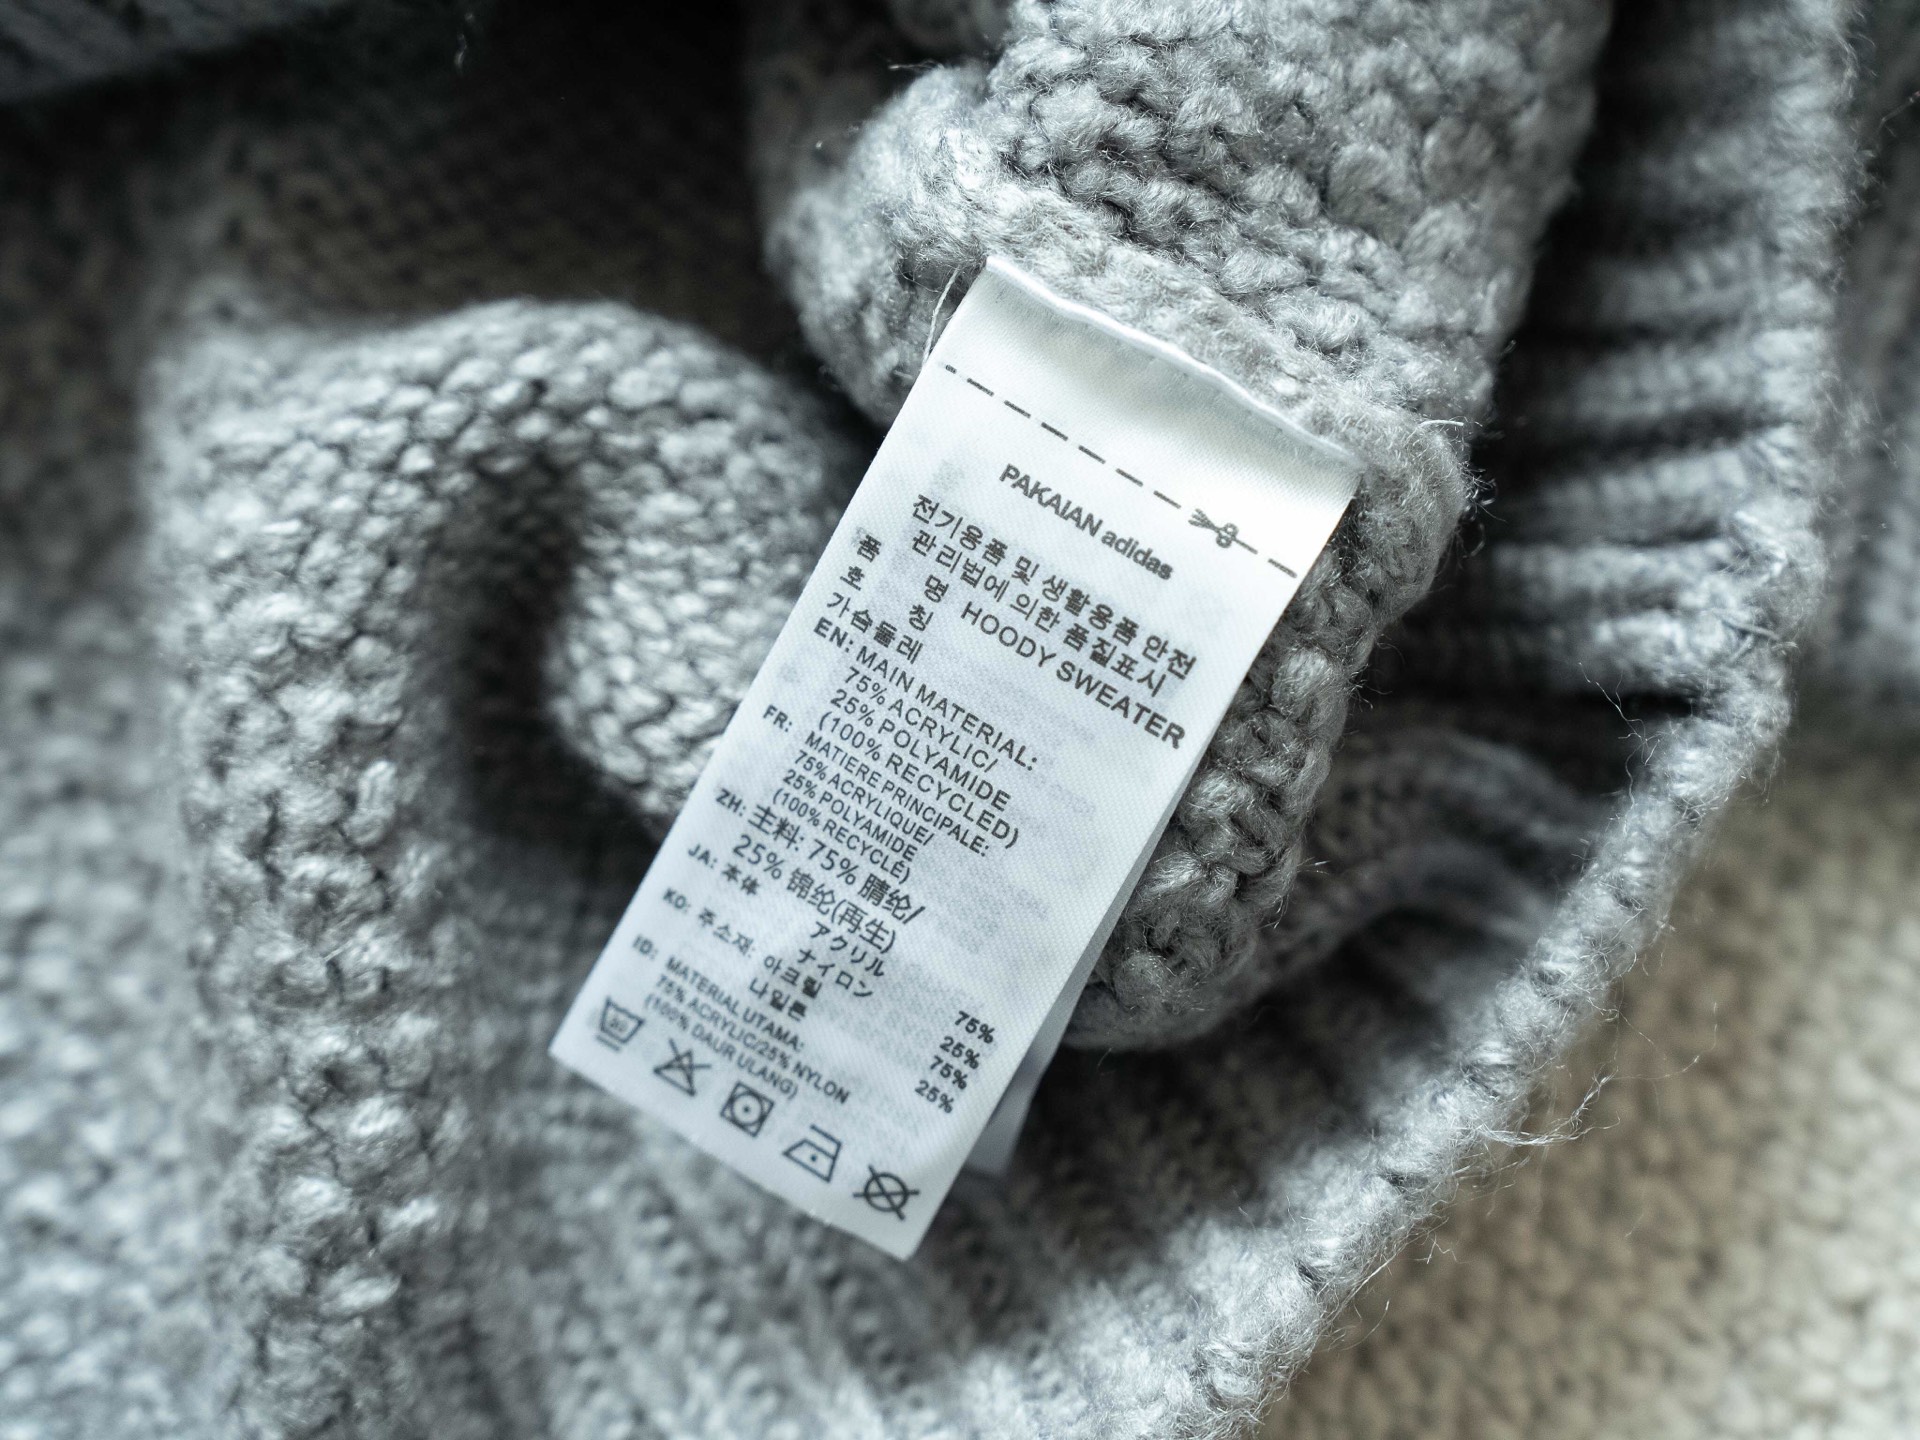 PAKAIAN adidas
전기용품 및 생활용품 안전
관리법에 의한 품질표시
품 명 HOODY SWEATER
호 칭
가슴둘레
EN: MAIN MATERIAL:
75% ACRYLIC/
25% POLYAMIDE
(100% RECYCLED)
FR: MATIERE PRINCIPALE:
75% ACRYLIQUE/
25% POLYAMIDE
(100% RECYCLÉ)
ZH: 主料: 75% 腈纶/
25% 锦纶(再生)
JA: 本体 アクリル 75%
ナイロン 25%
KO: 주소재: 아크릴 75%
나일론 25%
ID: MATERIAL UTAMA:
75% ACRYLIC/25% NYLON
(100% DAUR ULANG)
30